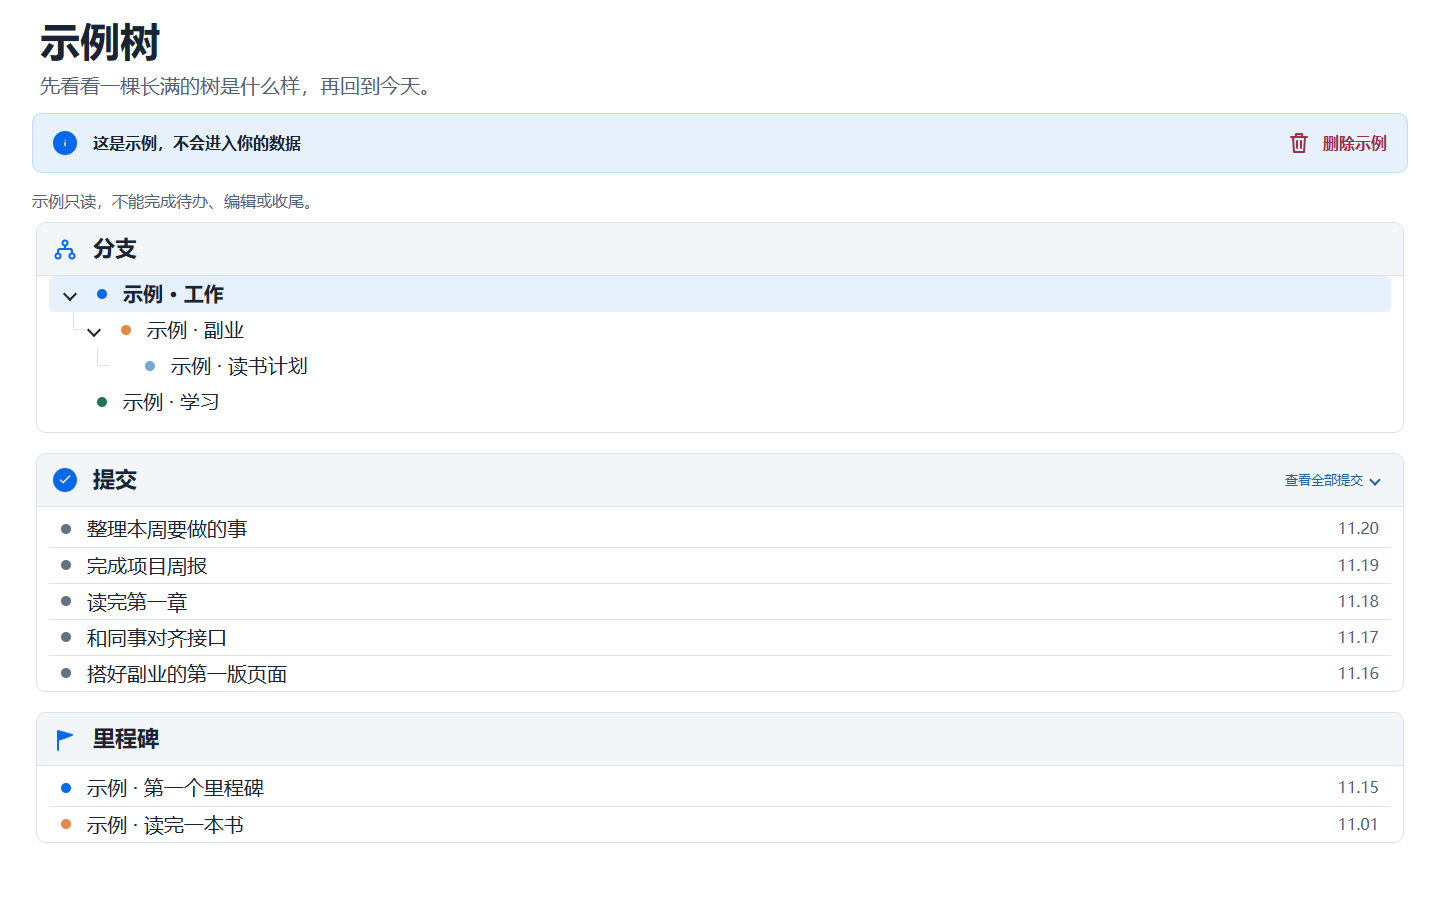 示例树
先看看一棵长满的树是什么样，再回到今天。
这是示例，不会进入你的数据
删除示例
示例只读，不能完成待办、编辑或收尾。
分支
示例 · 工作
示例 · 副业
示例 · 读书计划
示例 · 学习
提交
查看全部提交
整理本周要做的事 11.20
完成项目周报 11.19
读完第一章 11.18
和同事对齐接口 11.17
搭好副业的第一版页面 11.16
里程碑
示例 · 第一个里程碑 11.15
示例 · 读完一本书 11.01